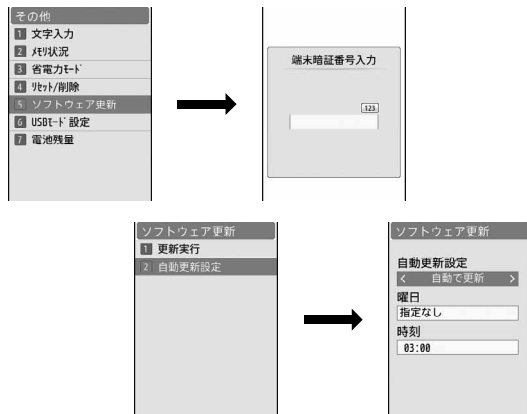 その他
1 文字入力
2 ﾒﾓﾘ状況
3 省電力ﾓｰﾄﾞ
4 ﾘｾｯﾄ/削除
5 ソフトウェア更新
6 USBﾓｰﾄﾞ設定
7 電池残量
端末暗証番号入力
123
ソフトウェア更新
1 更新実行
2 自動更新設定
ソフトウェア更新
自動更新設定
< 自動で更新 >
曜日
指定なし
時刻
03:00